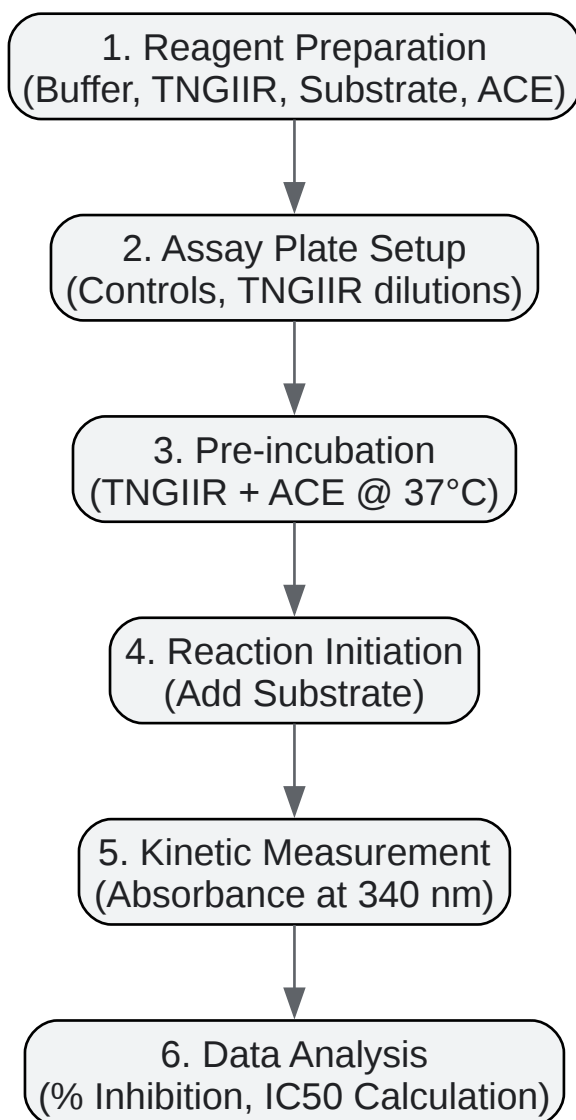 1. Reagent Preparation
(Buffer, TNGIIR, Substrate, ACE)
2. Assay Plate Setup
(Controls, TNGIIR dilutions)
3. Pre-incubation
(TNGIIR + ACE @ 37°C)
4. Reaction Initiation
(Add Substrate)
5. Kinetic Measurement
(Absorbance at 340 nm)
6. Data Analysis
(% Inhibition, IC50 Calculation)